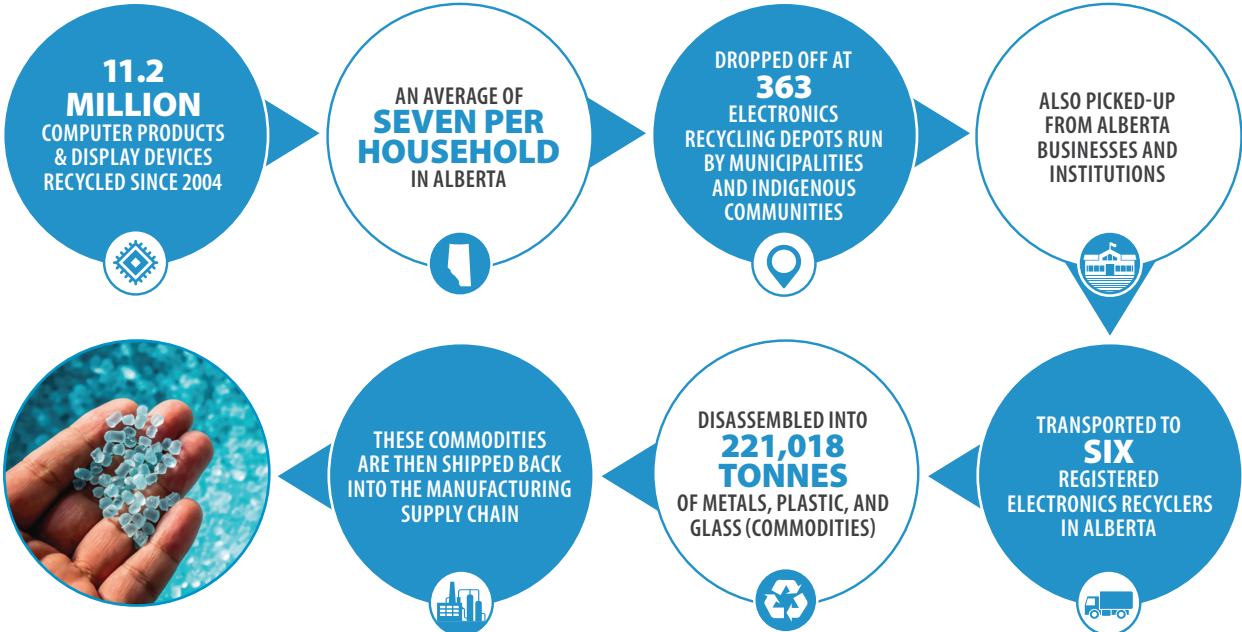 11.2
MILLION
COMPUTER PRODUCTS
& DISPLAY DEVICES
RECYCLED SINCE 2004
AN AVERAGE OF
SEVEN PER
HOUSEHOLD
IN ALBERTA
DROPPED OFF AT
363
ELECTRONICS
RECYCLING DEPOTS RUN
BY MUNICIPALITIES
AND INDIGENOUS
COMMUNITIES
ALSO PICKED-UP
FROM ALBERTA
BUSINESSES AND
INSTITUTIONS
TRANSPORTED TO
SIX
REGISTERED
ELECTRONICS RECYCLERS
IN ALBERTA
DISASSEMBLED INTO
221,018
TONNES
OF METALS, PLASTIC, AND
GLASS (COMMODITIES)
THESE COMMODITIES
ARE THEN SHIPPED BACK
INTO THE MANUFACTURING
SUPPLY CHAIN